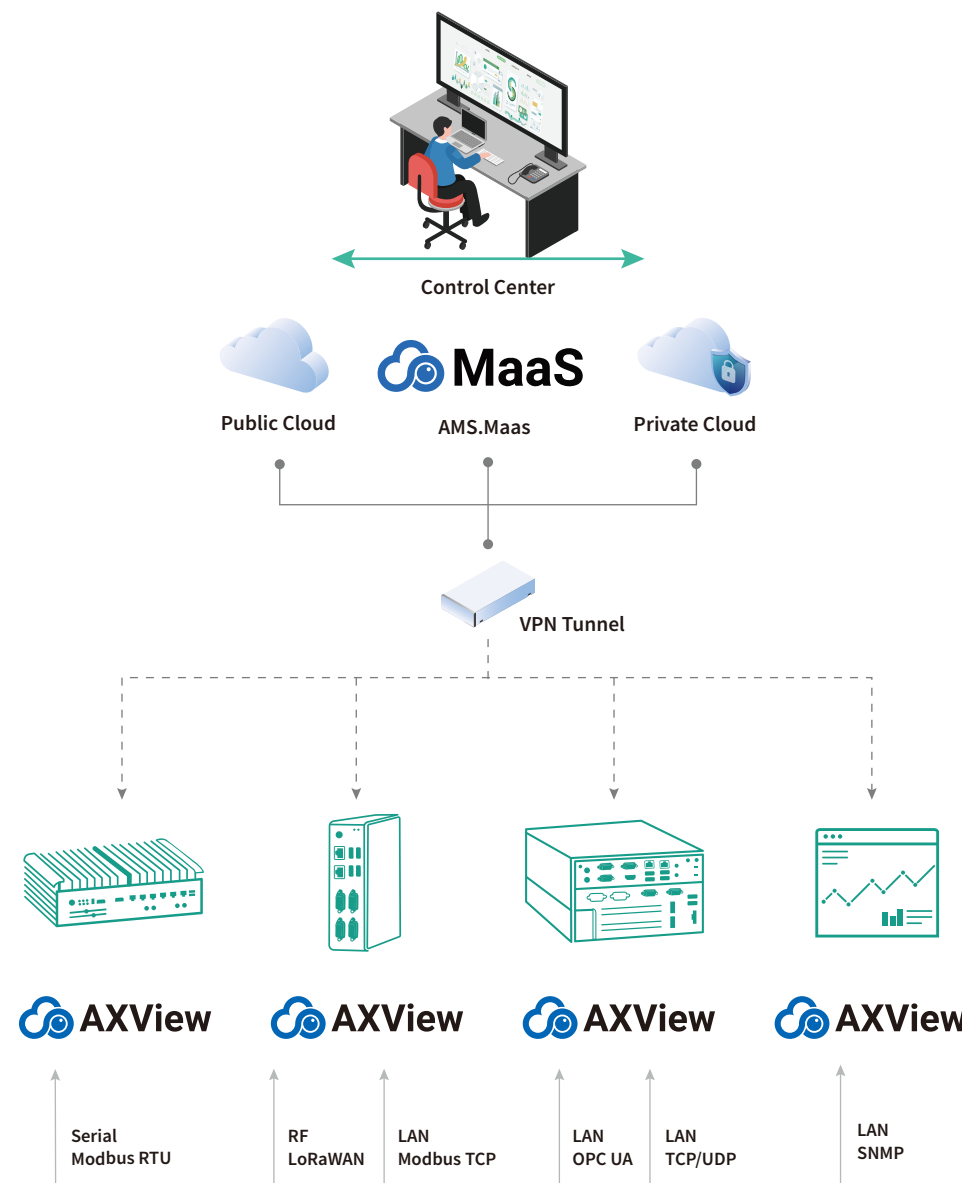 Control Center
MaaS
Public Cloud
AMS.Maas
Private Cloud
VPN Tunnel
AXView
AXView
AXView
AXView
Serial
Modbus RTU
RF
LoRaWAN
LAN
Modbus TCP
LAN
OPC UA
LAN
TCP/UDP
LAN
SNMP